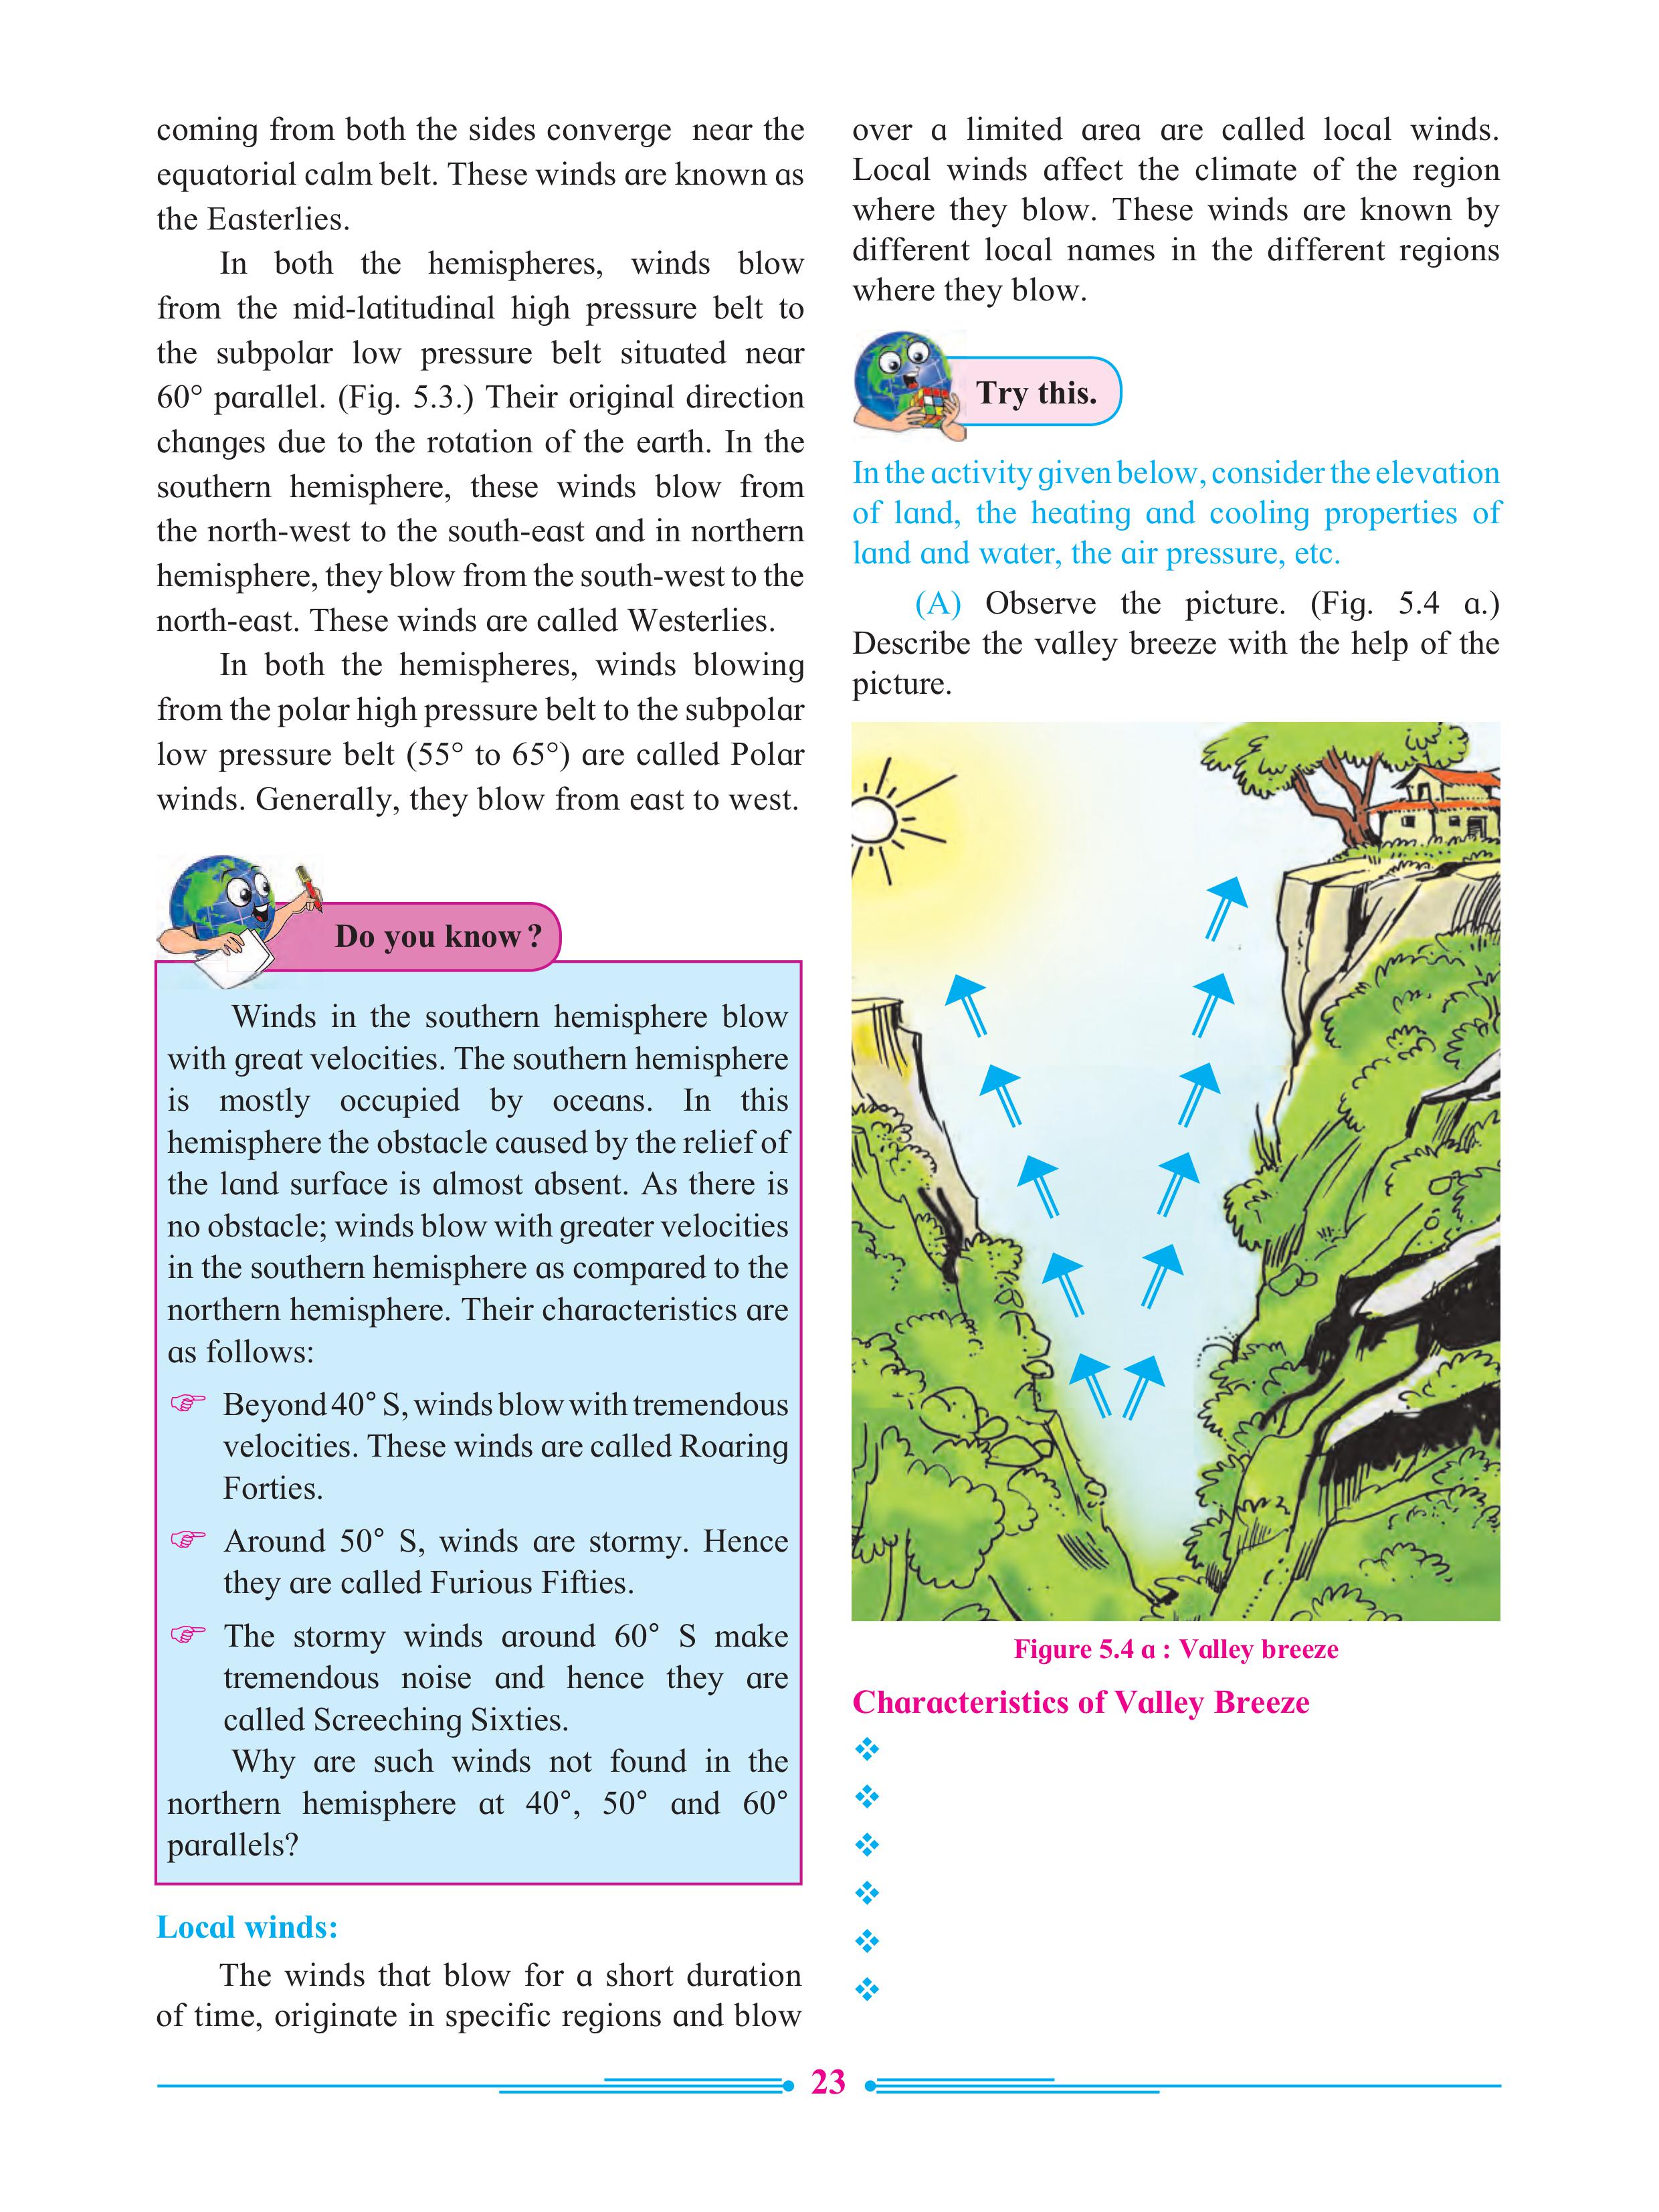 coming from both the sides converge near the
equatorial calm belt. These winds are known as
the Easterlies.
In both the hemispheres, winds blow
from the mid-latitudinal high pressure belt to
the subpolar low pressure belt situated near
60° parallel. (Fig. 5.3.) Their original direction
changes due to the rotation of the earth. In the
southern hemisphere, these winds blow from
the north-west to the south-east and in northern
hemisphere, they blow from the south-west to the
north-east. These winds are called Westerlies.
In both the hemispheres, winds blowing
from the polar high pressure belt to the subpolar
low pressure belt (55° to 65°) are called Polar
winds. Generally, they blow from east to west.
Do you know ?
Winds in the southern hemisphere blow
with great velocities. The southern hemisphere
is mostly occupied by oceans. In this
hemisphere the obstacle caused by the relief of
the land surface is almost absent. As there is
no obstacle; winds blow with greater velocities
in the southern hemisphere as compared to the
northern hemisphere. Their characteristics are
as follows:
Beyond 40° S, winds blow with tremendous
velocities. These winds are called Roaring
Forties.
Around 50° S, winds are stormy. Hence
they are called Furious Fifties.
The stormy winds around 60° S make
tremendous noise and hence they are
called Screeching Sixties.
Why are such winds not found in the
northern hemisphere at 40°, 50° and 60°
parallels?
Local winds:
The winds that blow for a short duration
of time, originate in specific regions and blow
over a limited area are called local winds.
Local winds affect the climate of the region
where they blow. These winds are known by
different local names in the different regions
where they blow.
Try this.
In the activity given below, consider the elevation
of land, the heating and cooling properties of
land and water, the air pressure, etc.
(A) Observe the picture. (Fig. 5.4 a.)
Describe the valley breeze with the help of the
picture.
Figure 5.4 a : Valley breeze
Characteristics of Valley Breeze
23